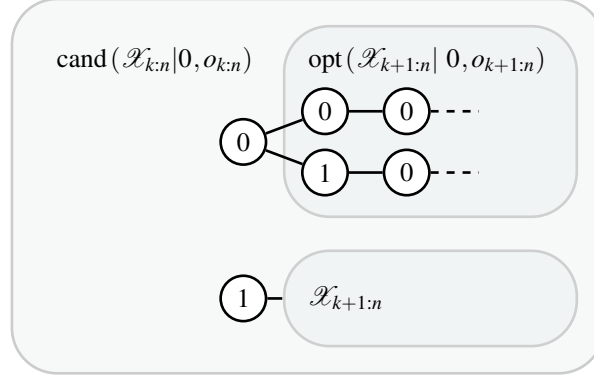 cand(𝒳ₖ:ₙ|0, oₖ:ₙ) opt(𝒳ₖ₊₁:ₙ| 0, oₖ₊₁:ₙ)
0 0
0
1 0
1 𝒳ₖ₊₁:ₙ